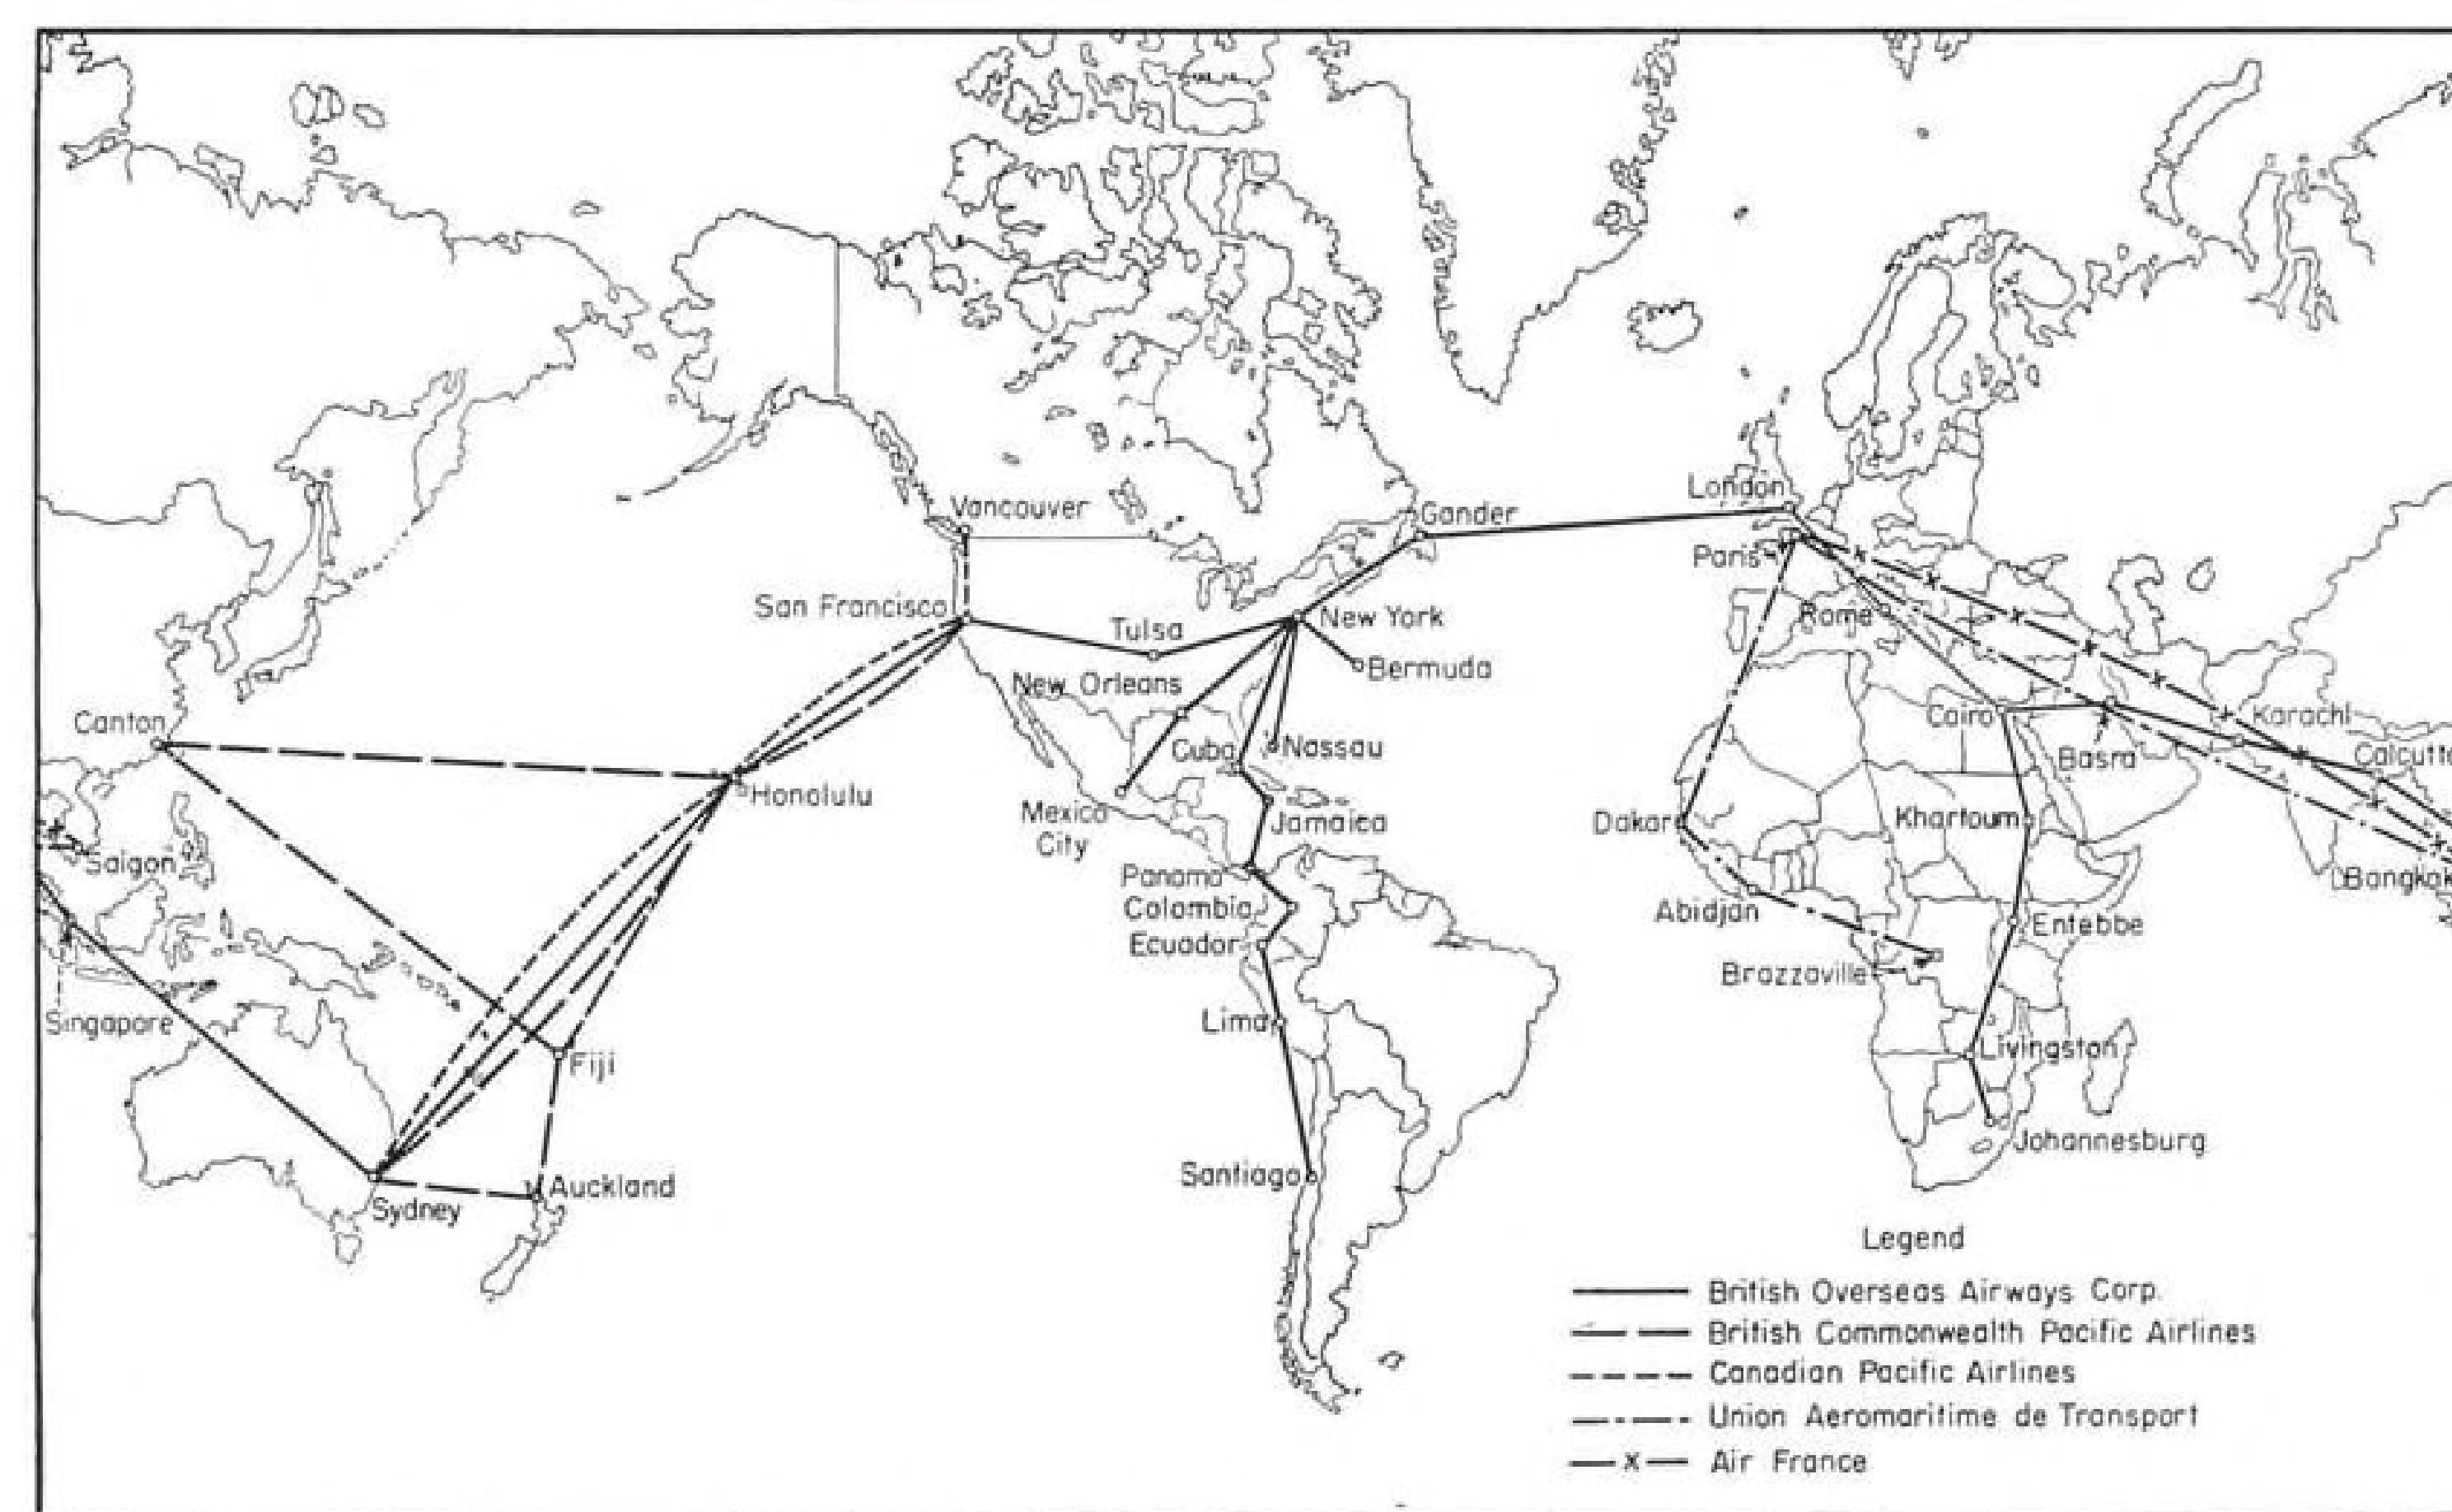 London
Vancouver
Gander
Paris
San Francisco
Rome
New York
Tulsa
Bermuda
New Orleans
Canton
Cairo
Karachi
Cuba
Nassau
Basra
Calcutta
Honolulu
Mexico
City
Jamaica
Dakar
Khartoum
Saigon
Panama
Bangkok
Colombia
Abidjan
Ecuador
Entebbe
Brazzaville
Singapore
Lima
Livingston
Fiji
Johannesburg
Santiago
Auckland
Sydney
Legend
British Overseas Airways Corp.
British Commonwealth Pacific Airlines
Canadian Pacific Airlines
Union Aeromaritime de Transport
—x— Air France